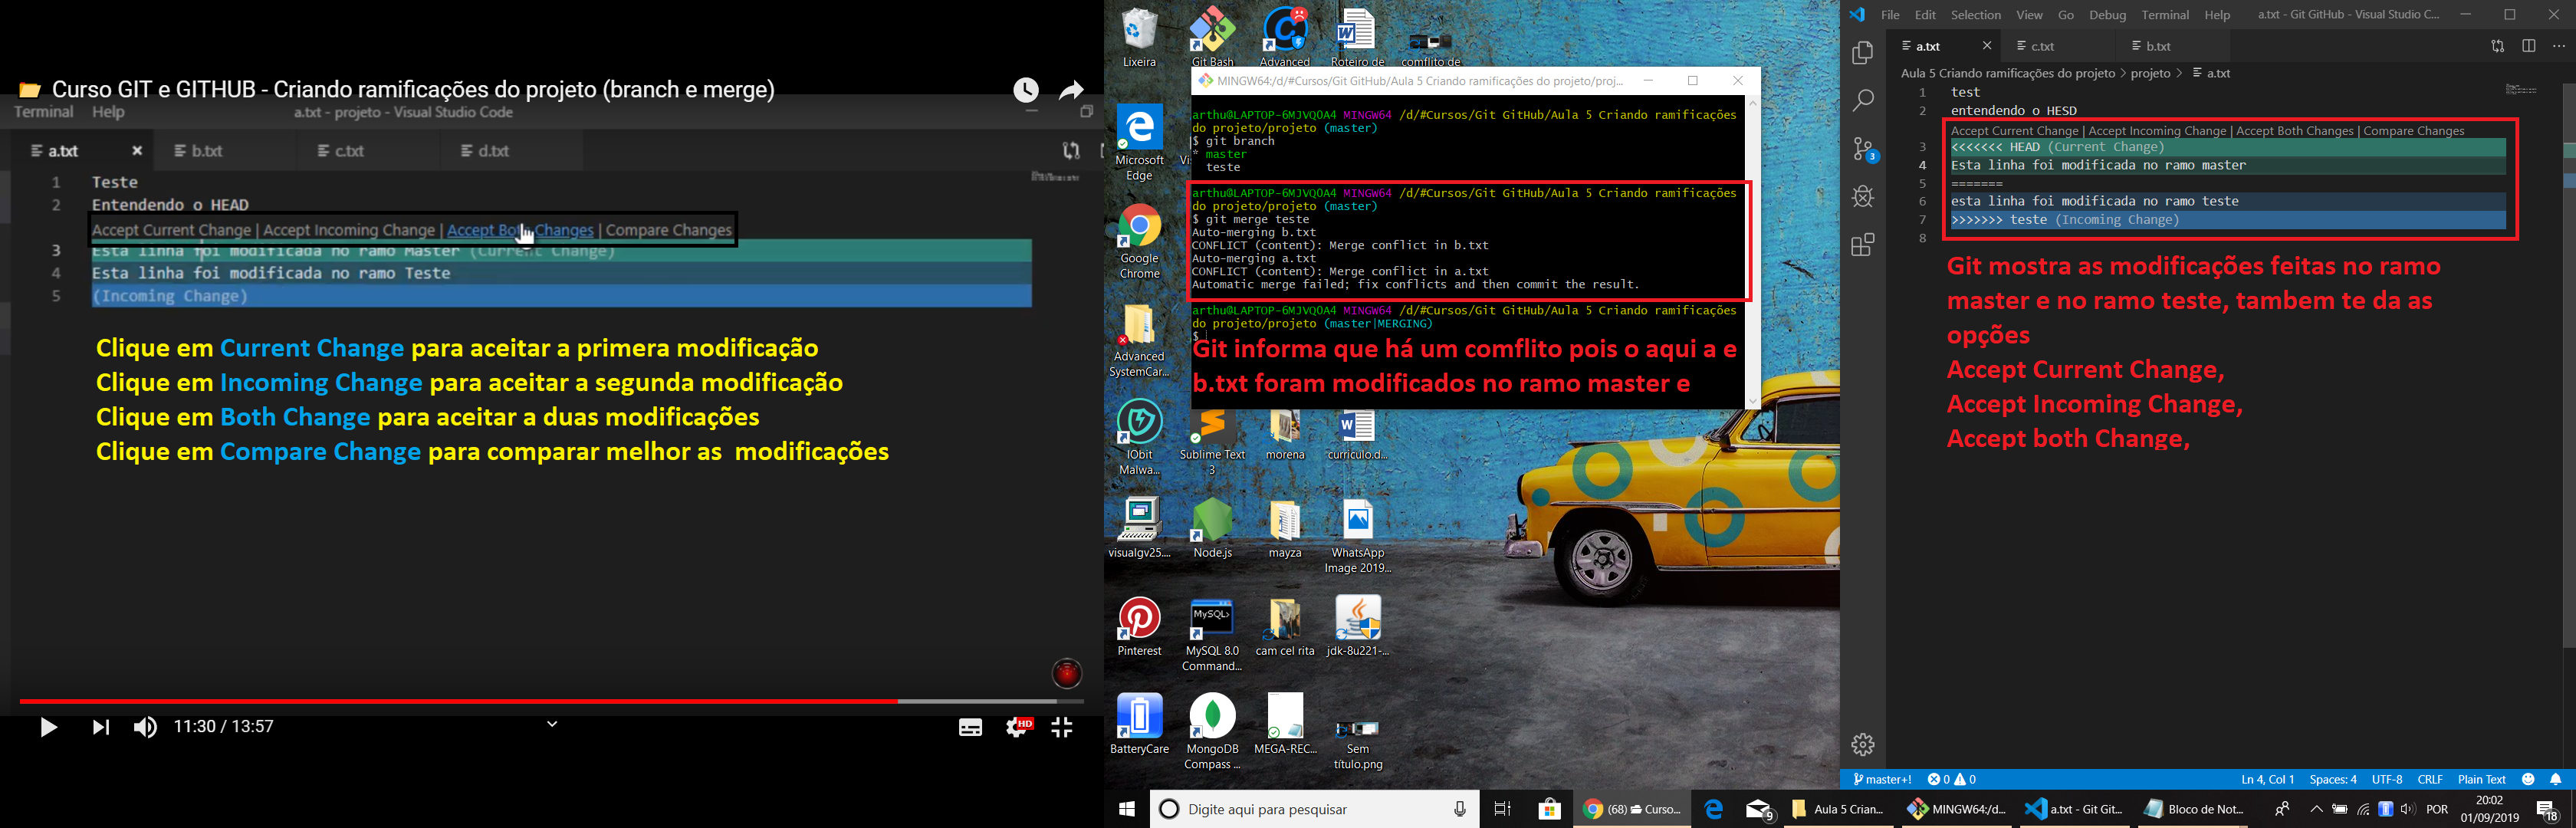 Curso GIT e GITHUB - Criando ramificações do projeto (branch e merge)
Terminal Help a.txt - projeto - Visual Studio Code
a.txt b.txt c.txt d.txt
1 Teste
2 Entendendo o HEAD
Accept Current Change | Accept Incoming Change | Accept Both Changes | Compare Changes
3 Esta linha foi modificada no ramo Master (Current Change)
4 Esta linha foi modificada no ramo Teste
5 (Incoming Change)
Clique em Current Change para aceitar a primera modificação
Clique em Incoming Change para aceitar a segunda modificação
Clique em Both Change para aceitar a duas modificações
Clique em Compare Change para comparar melhor as modificações
11:30 / 13:57
HD
Lixeira
Git Bash
Advanced
Roteiro de
comflito de
Microsoft
Edge
Vi
Google
Chrome
Advanced
SystemCar...
IObit
Malwa...
Sublime Text
3
morena
curriculo.d...
visualgv25....
Node.js
mayza
WhatsApp
Image 2019...
Pinterest
MySQL>
MySQL 8.0
Command...
cam cel rita
jdk-8u221-...
BatteryCare
MongoDB
Compass ...
MEGA-REC...
Sem
título.png
MINGW64:/d/#Cursos/Git GitHub/Aula 5 Criando ramificações do projeto/proj...
arthu@LAPTOP-6MJVQOA4 MINGW64 /d/#Cursos/Git GitHub/Aula 5 Criando ramificações
do projeto/projeto (master)
$ git branch
* master
teste
arthu@LAPTOP-6MJVQOA4 MINGW64 /d/#Cursos/Git GitHub/Aula 5 Criando ramificações
do projeto/projeto (master)
$ git merge teste
Auto-merging b.txt
CONFLICT (content): Merge conflict in b.txt
Auto-merging a.txt
CONFLICT (content): Merge conflict in a.txt
Automatic merge failed; fix conflicts and then commit the result.
arthu@LAPTOP-6MJVQOA4 MINGW64 /d/#Cursos/Git GitHub/Aula 5 Criando ramificações
do projeto/projeto (master|MERGING)
$
Git informa que há um comflito pois o aqui a e
b.txt foram modificados no ramo master e
File Edit Selection View Go Debug Terminal Help a.txt - Git GitHub - Visual Studio C...
a.txt c.txt b.txt
Aula 5 Criando ramificações do projeto > projeto > a.txt
1 test
2 entendendo o HESD
Accept Current Change | Accept Incoming Change | Accept Both Changes | Compare Changes
3 <<<<<<< HEAD (Current Change)
4 Esta linha foi modificada no ramo master
5 =======
6 esta linha foi modificada no ramo teste
7 >>>>>>> teste (Incoming Change)
8
3
Git mostra as modificações feitas no ramo
master e no ramo teste, tambem te da as
opções
Accept Current Change,
Accept Incoming Change,
Accept both Change,
master+! 0 0 Ln 4, Col 1 Spaces: 4 UTF-8 CRLF Plain Text
Digite aqui para pesquisar
(68) Curso...
9
Aula 5 Crian...
MINGW64:/d...
a.txt - Git Git...
Bloco de Not...
POR
20:02
01/09/2019
18